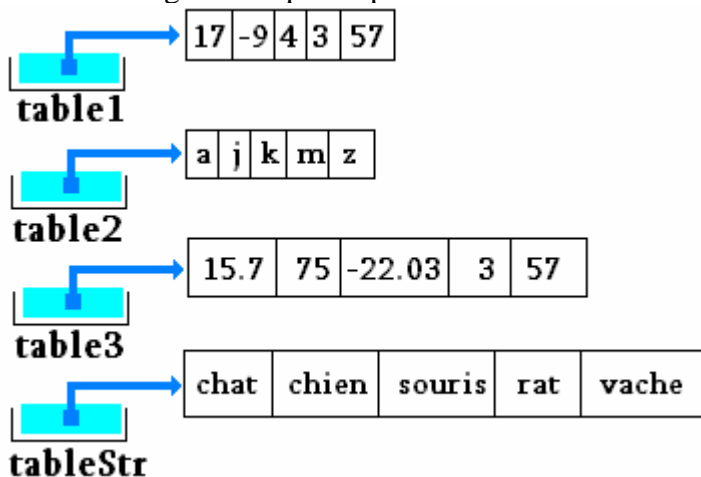 17 -9 4 3 57
table1
a j k m z
table2
15.7 75 -22.03 3 57
table3
chat chien souris rat vache
tableStr